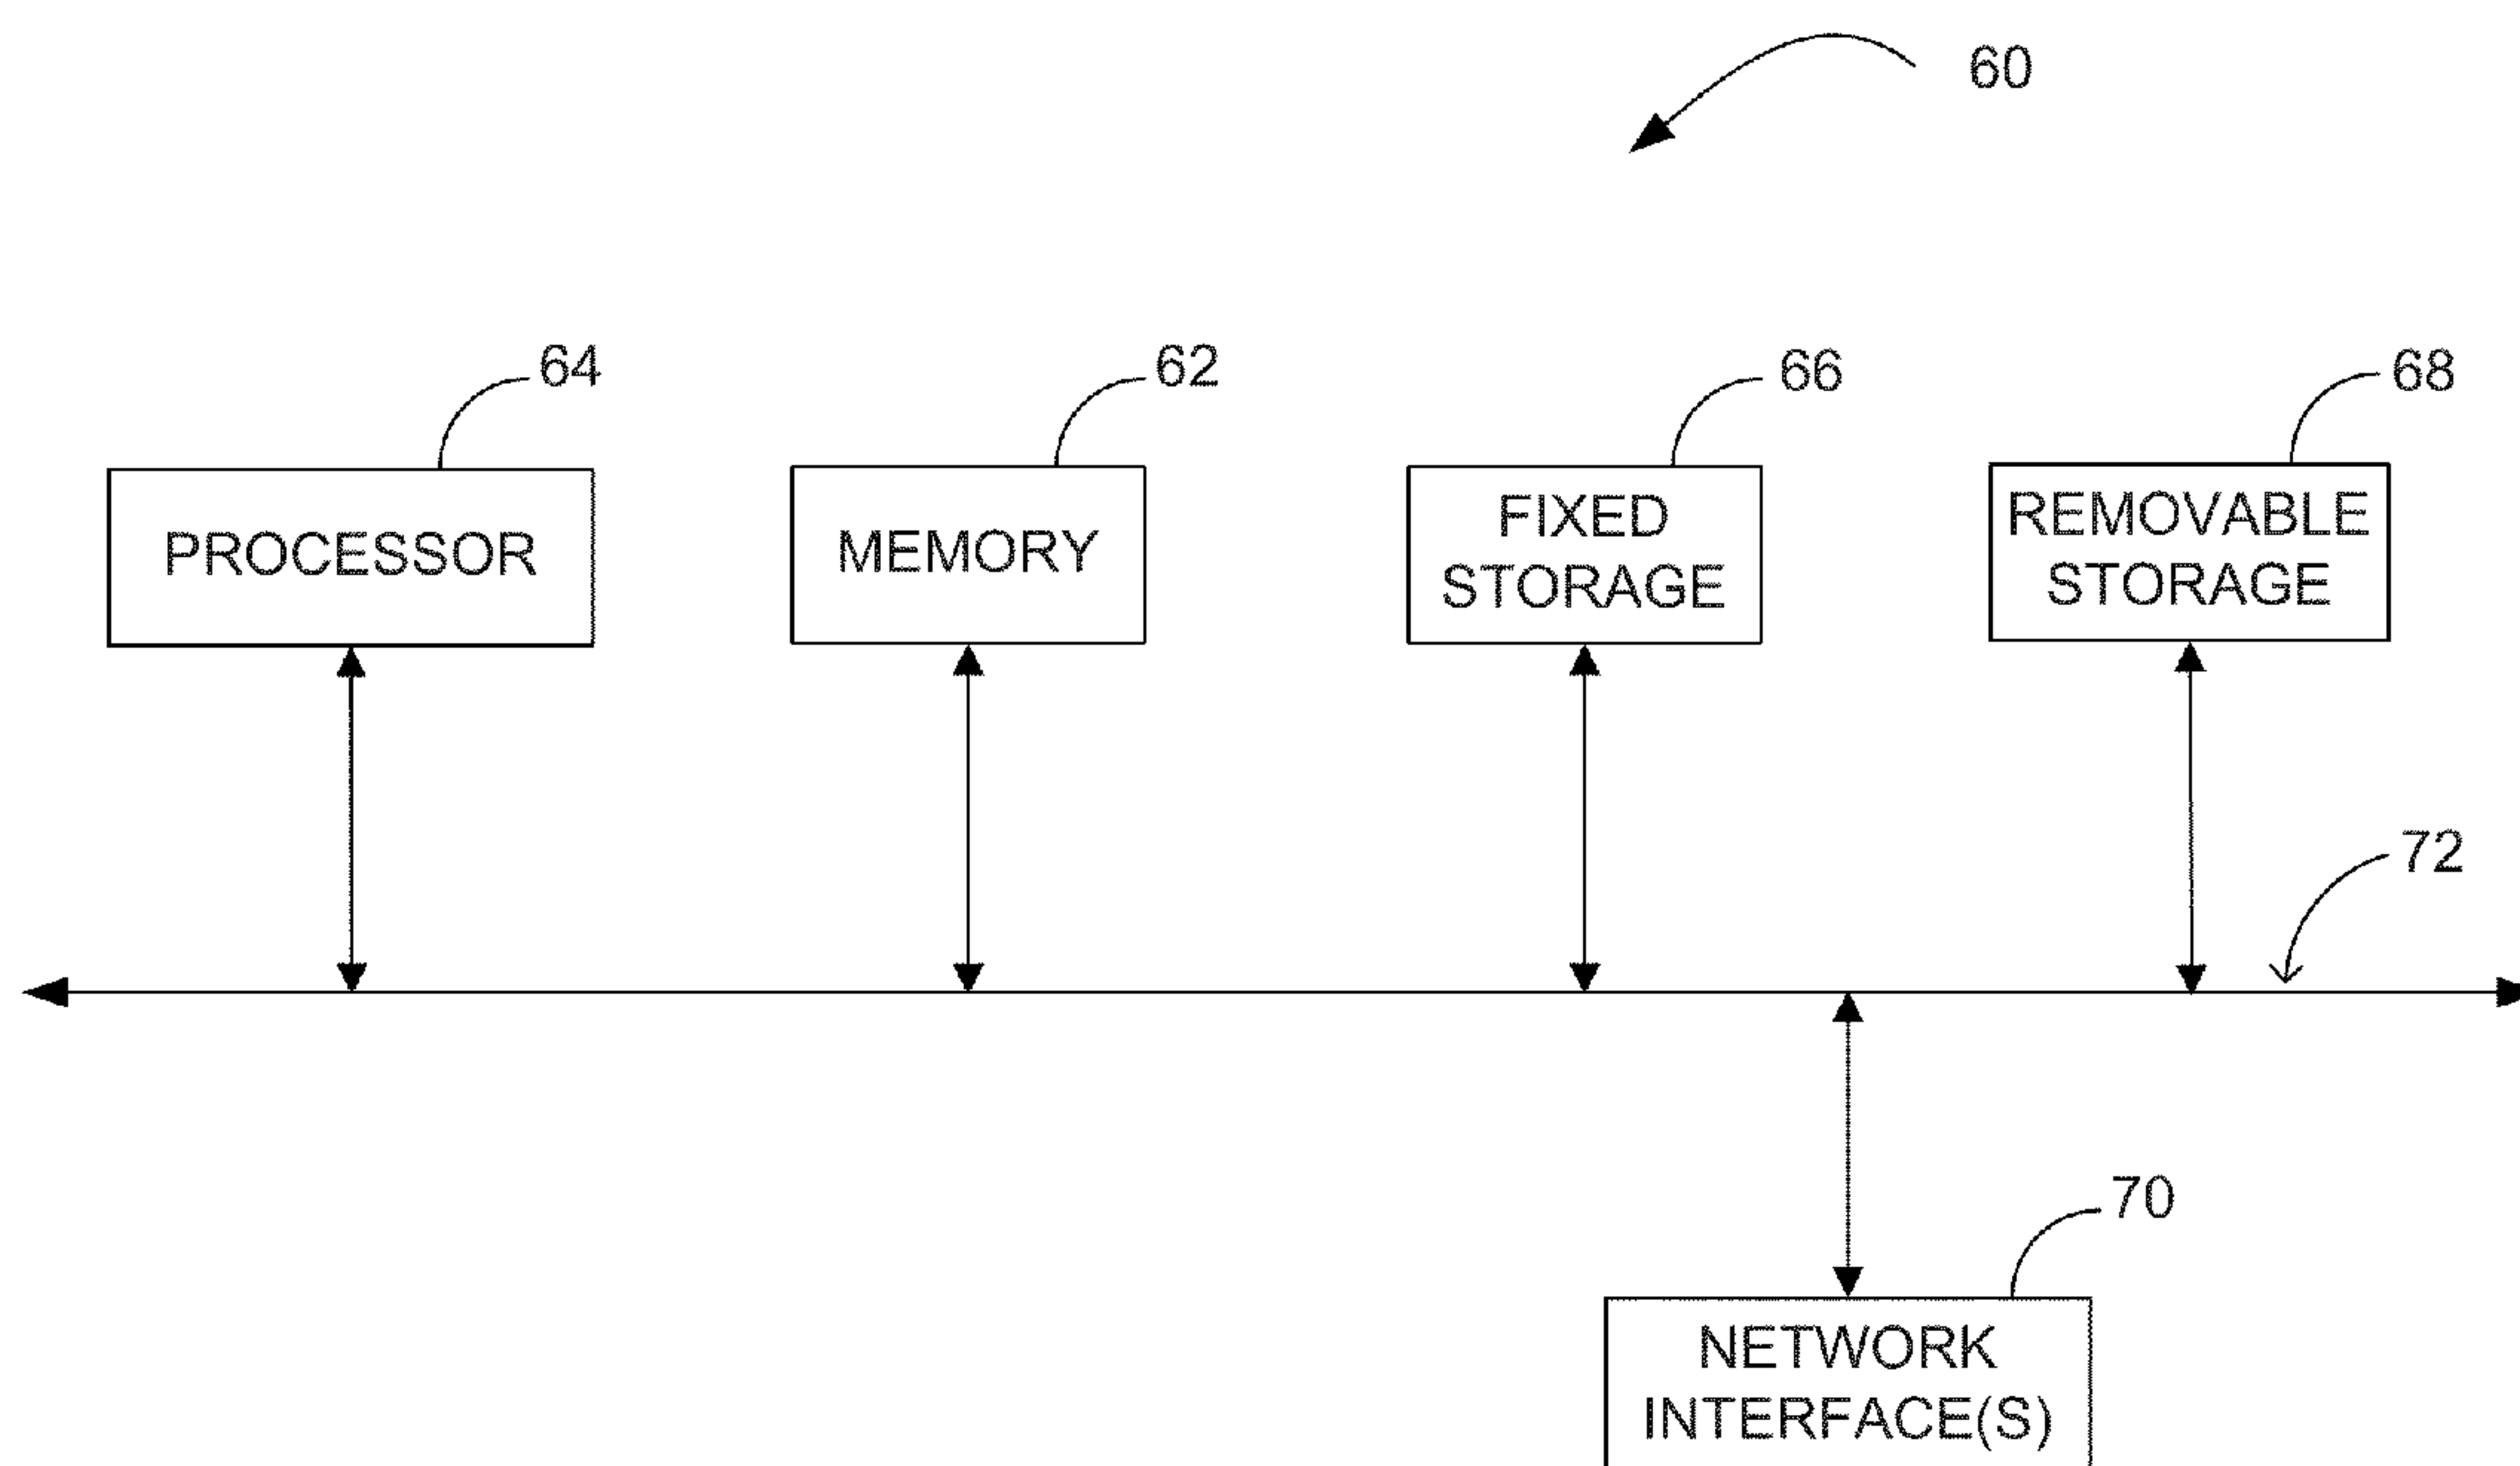 60
64
62
66
68
PROCESSOR
MEMORY
FIXED
STORAGE
REMOVABLE
STORAGE
72
70
NETWORK
INTERFACE(S)